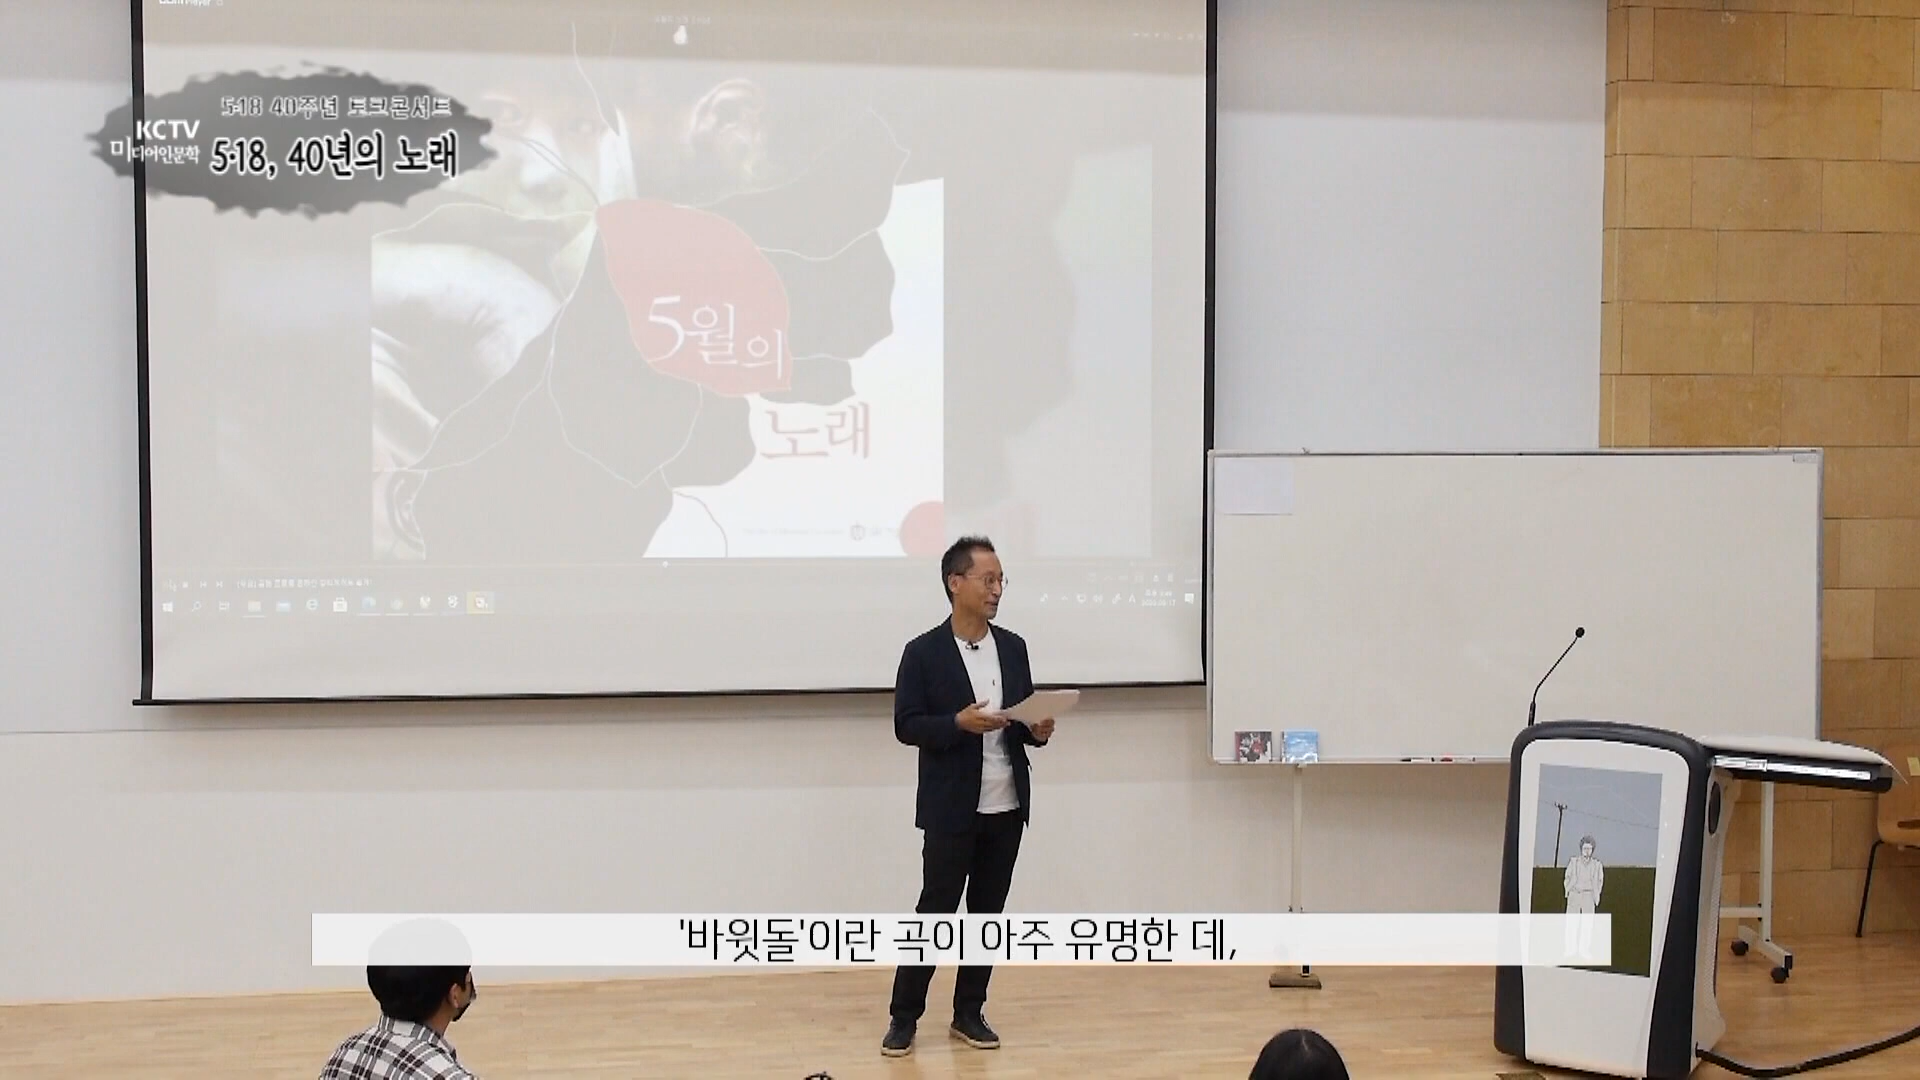 5·18 40주년 토크콘서트
KCTV
미디어인문학
5·18, 40년의 노래
5월의
노래
'바윗돌'이란 곡이 아주 유명한 데,